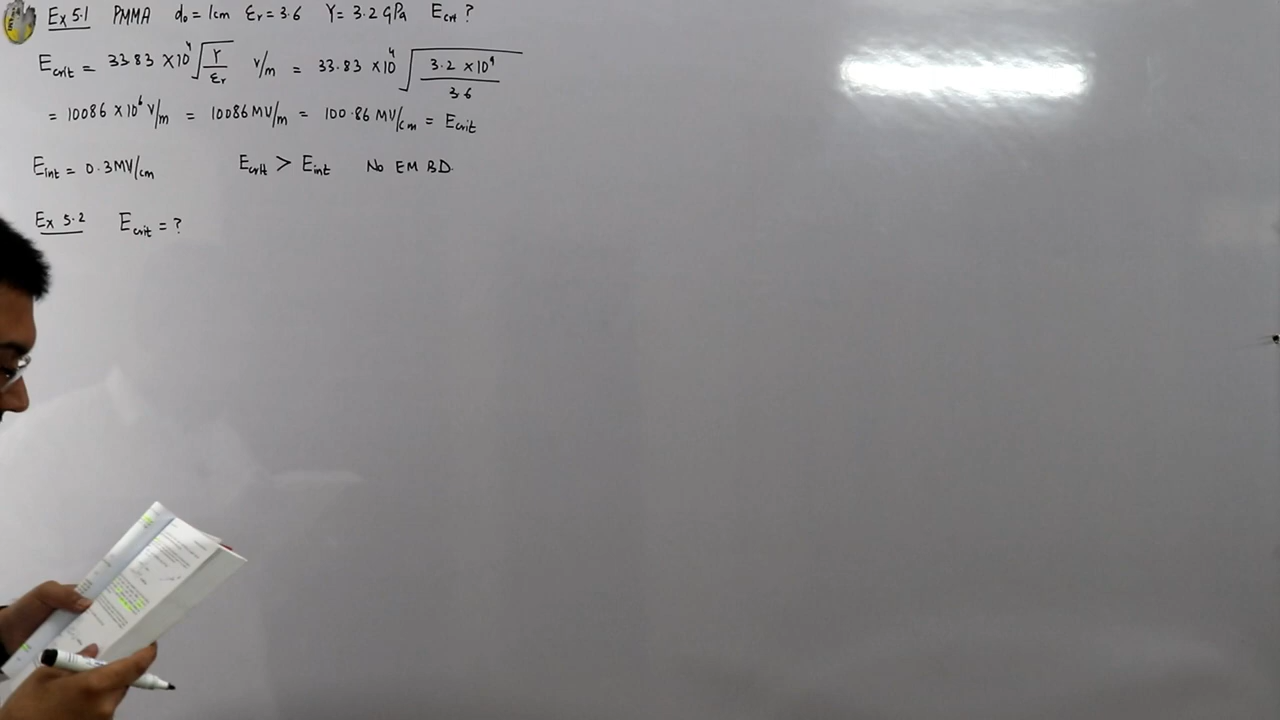 Ex 5.1 PMMA d₀ = 1cm εr = 3.6 Y = 3.2 GPa Ecrit ?
Ecrit = 33.83 ×10⁴ √(Y/εr) V/m = 33.83 ×10⁴ √(3.2 ×10⁹/3.6)
= 10086 ×10⁶ V/m = 10086 MV/m = 100.86 MV/cm = Ecrit
Eint = 0.3 MV/cm Ecrit > Eint No EM BD.
Ex 5.2 Ecrit = ?